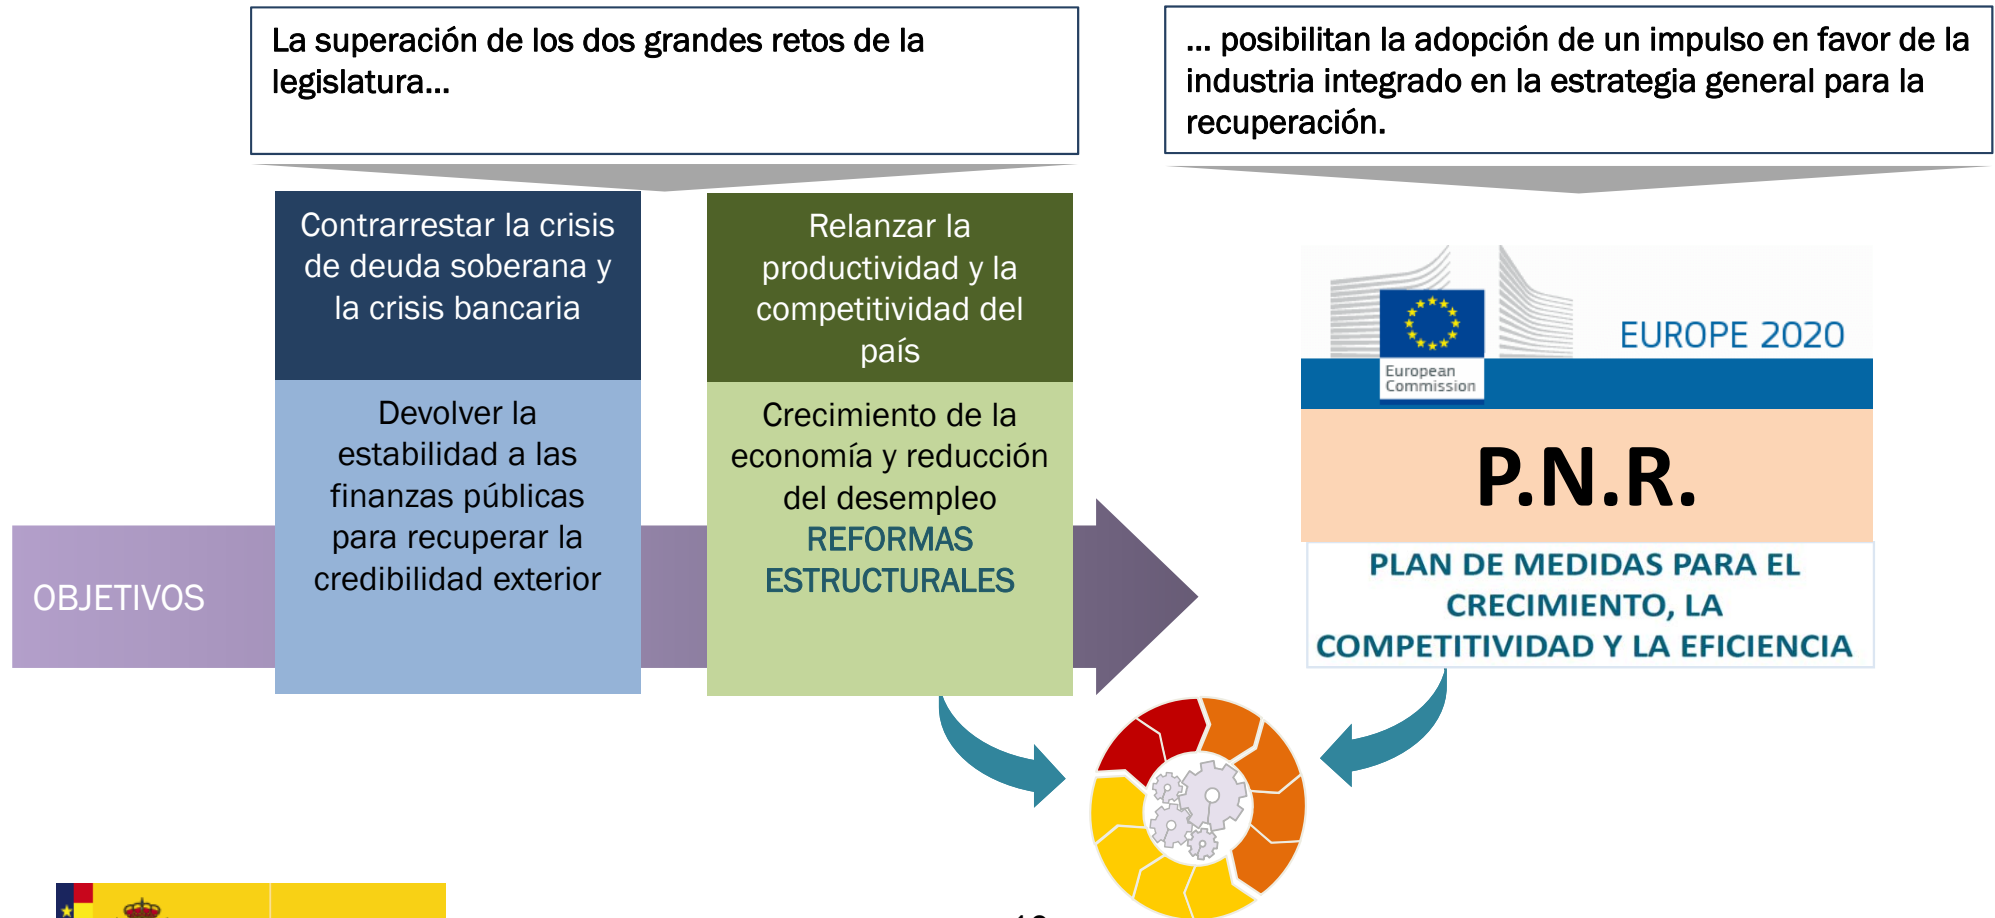 La superación de los dos grandes retos de la
legislatura...
... posibilitan la adopción de un impulso en favor de la
industria integrado en la estrategia general para la
recuperación.
Contrarrestar la crisis
de deuda soberana y
la crisis bancaria
Relanzar la
productividad y la
competitividad del
país
Devolver la
estabilidad a las
finanzas públicas
para recuperar la
credibilidad exterior
Crecimiento de la
economía y reducción
del desempleo
REFORMAS
ESTRUCTURALES
OBJETIVOS
EUROPE 2020
European
Commission
P.N.R.
PLAN DE MEDIDAS PARA EL
CRECIMIENTO, LA
COMPETITIVIDAD Y LA EFICIENCIA